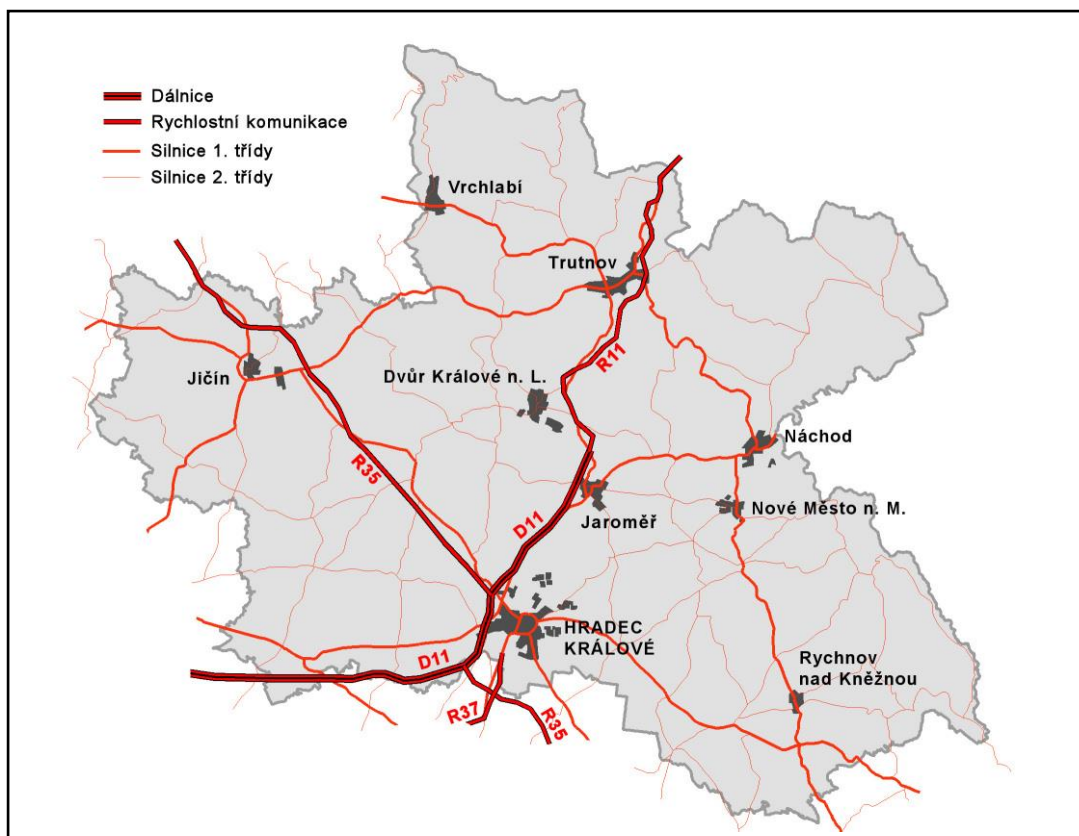 Dálnice
Rychlostní komunikace
Silnice 1. třídy
Silnice 2. třídy
Vrchlabí
Trutnov
R11
Jičín
Dvůr Králové n. L.
Náchod
R35
Jaroměř
Nové Město n. M.
D11
HRADEC
KRÁLOVÉ
D11
Rychnov
nad Kněžnou
R37
R35